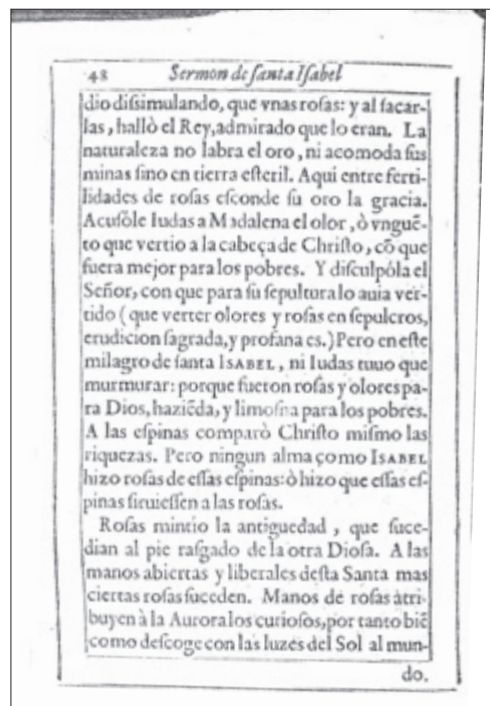 48 Sermon de ſanta Iſabel
dio diſsimulando, que vnas roſas: y al ſacar-
las, hallò el Rey, admirado que lo eran. La
naturaleza no labra el oro, ni acomoda ſus
minas ſino en tierra eſteril. Aqui entre ferti-
lidades de roſas eſconde ſu oro la gracia.
Acuſòle Iudas a Madalena el olor, ò vnguẽ-
to que vertio a la cabeça de Chriſto, cõ que
fuera mejor para los pobres. Y diſculpòla el
Señor, con que para ſu ſepultura lo auia ver-
tido (que verter olores y roſas en ſepulcros,
erudicion ſagrada, y profana es.) Pero en eſte
milagro de ſanta ISABEL, ni Iudas tuuo que
murmurar: porque fueron roſas y olores pa-
ra Dios, haziẽda, y limoſna para los pobres.
A las eſpinas comparò Chriſto miſmo las
riquezas. Pero ningun alma como ISABEL
hizo roſas de eſſas eſpinas: ò hizo que eſſas eſ-
pinas ſiruieſſen a las roſas.
Roſas mintio la antiguedad, que ſuce-
dian al pie raſgado de la otra Dioſa. A las
manos abiertas y liberales deſta Santa mas
ciertas roſas ſuceden. Manos de roſas atri-
buyen à la Aurora los curioſos, por tanto biẽ
como deſcoge con las luzes del Sol al mun-
do.